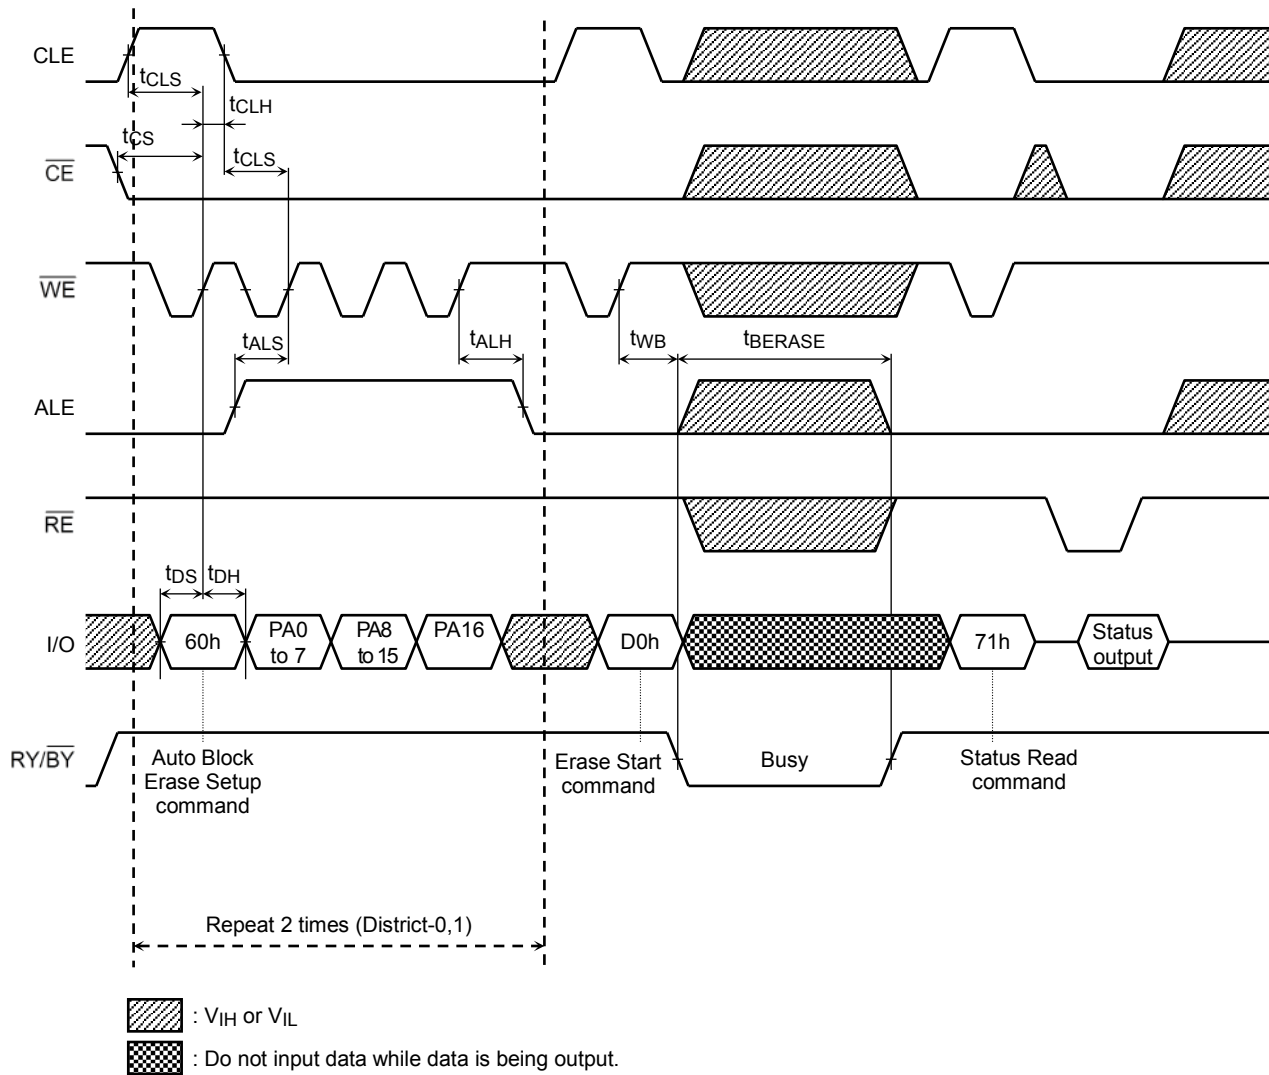 CLE
tCLS
tCLH
tCS
tCLS
CE
WE
tALS
tALH
tWB
tBERASE
ALE
RE
tDS
tDH
I/O
60h
PA0
to 7
PA8
to 15
PA16
D0h
71h
Status
output
RY/BY
Auto Block
Erase Setup
command
Erase Start
command
Busy
Status Read
command
Repeat 2 times (District-0,1)
: VIH or VIL
: Do not input data while data is being output.